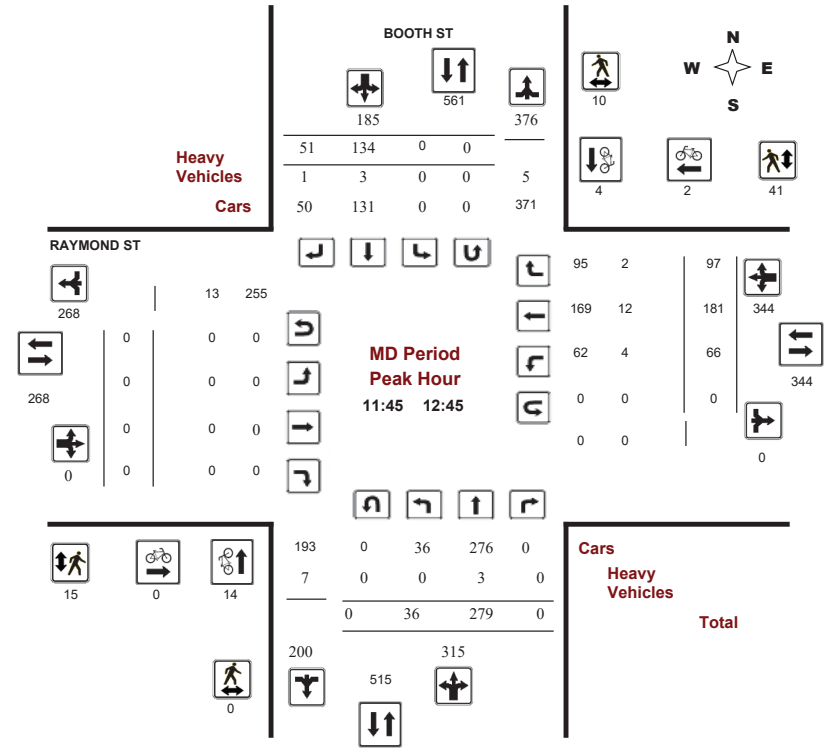 BOOTH ST
N
W E
S
561
10
185 376
51 134 0 0
Heavy
Vehicles
1 3 0 0 5
4 2 41
Cars
50 131 0 0 371
RAYMOND ST
95 2 97
268
13 255
344
169 12 181
0 0 0
MD Period
Peak Hour
11:45 12:45
62 4 66
344
268
0 0 0
0 0 0
0 0 0
0
0 0
0
0 0 0
193 0 36 276 0
Cars
7 0 0 3 0
Heavy
Vehicles
15 0 14
0 36 279 0
Total
200 315
515
0